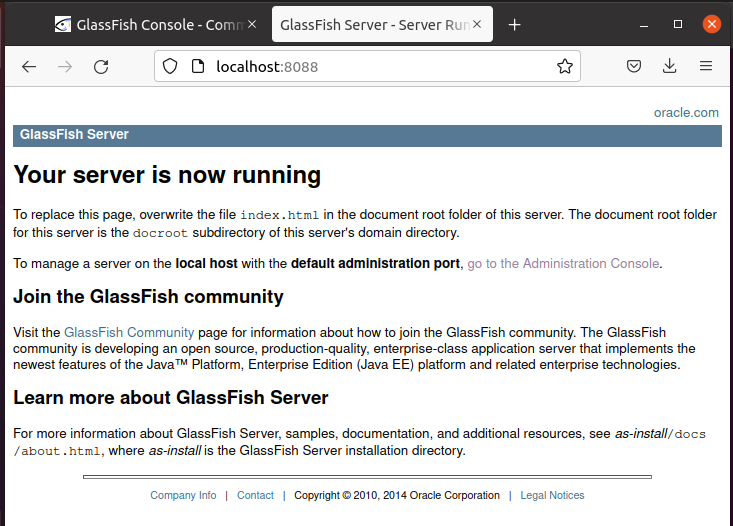 GlassFish Console - Comm
GlassFish Server - Server Run
localhost:8088
oracle.com
GlassFish Server
Your server is now running
To replace this page, overwrite the file index.html in the document root folder of this server. The document root folder
for this server is the docroot subdirectory of this server's domain directory.
To manage a server on the local host with the default administration port, go to the Administration Console.
Join the GlassFish community
Visit the GlassFish Community page for information about how to join the GlassFish community. The GlassFish
community is developing an open source, production-quality, enterprise-class application server that implements the
newest features of the Java™ Platform, Enterprise Edition (Java EE) platform and related enterprise technologies.
Learn more about GlassFish Server
For more information about GlassFish Server, samples, documentation, and additional resources, see as-install/docs
/about.html, where as-install is the GlassFish Server installation directory.
Company Info | Contact | Copyright © 2010, 2014 Oracle Corporation | Legal Notices